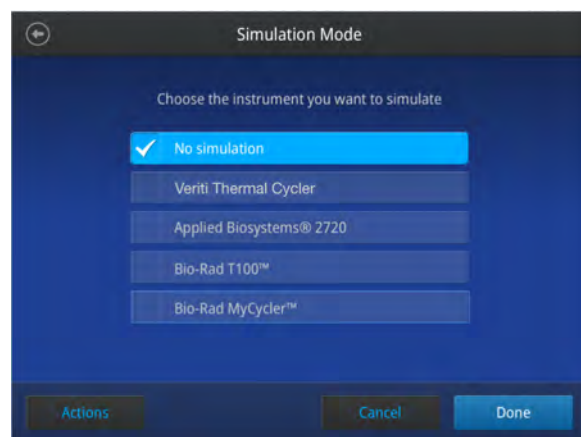 Simulation Mode
Choose the instrument you want to simulate
No simulation
Veriti Thermal Cycler
Applied Biosystems® 2720
Bio-Rad T100™
Bio-Rad MyCycler™
Actions Cancel Done